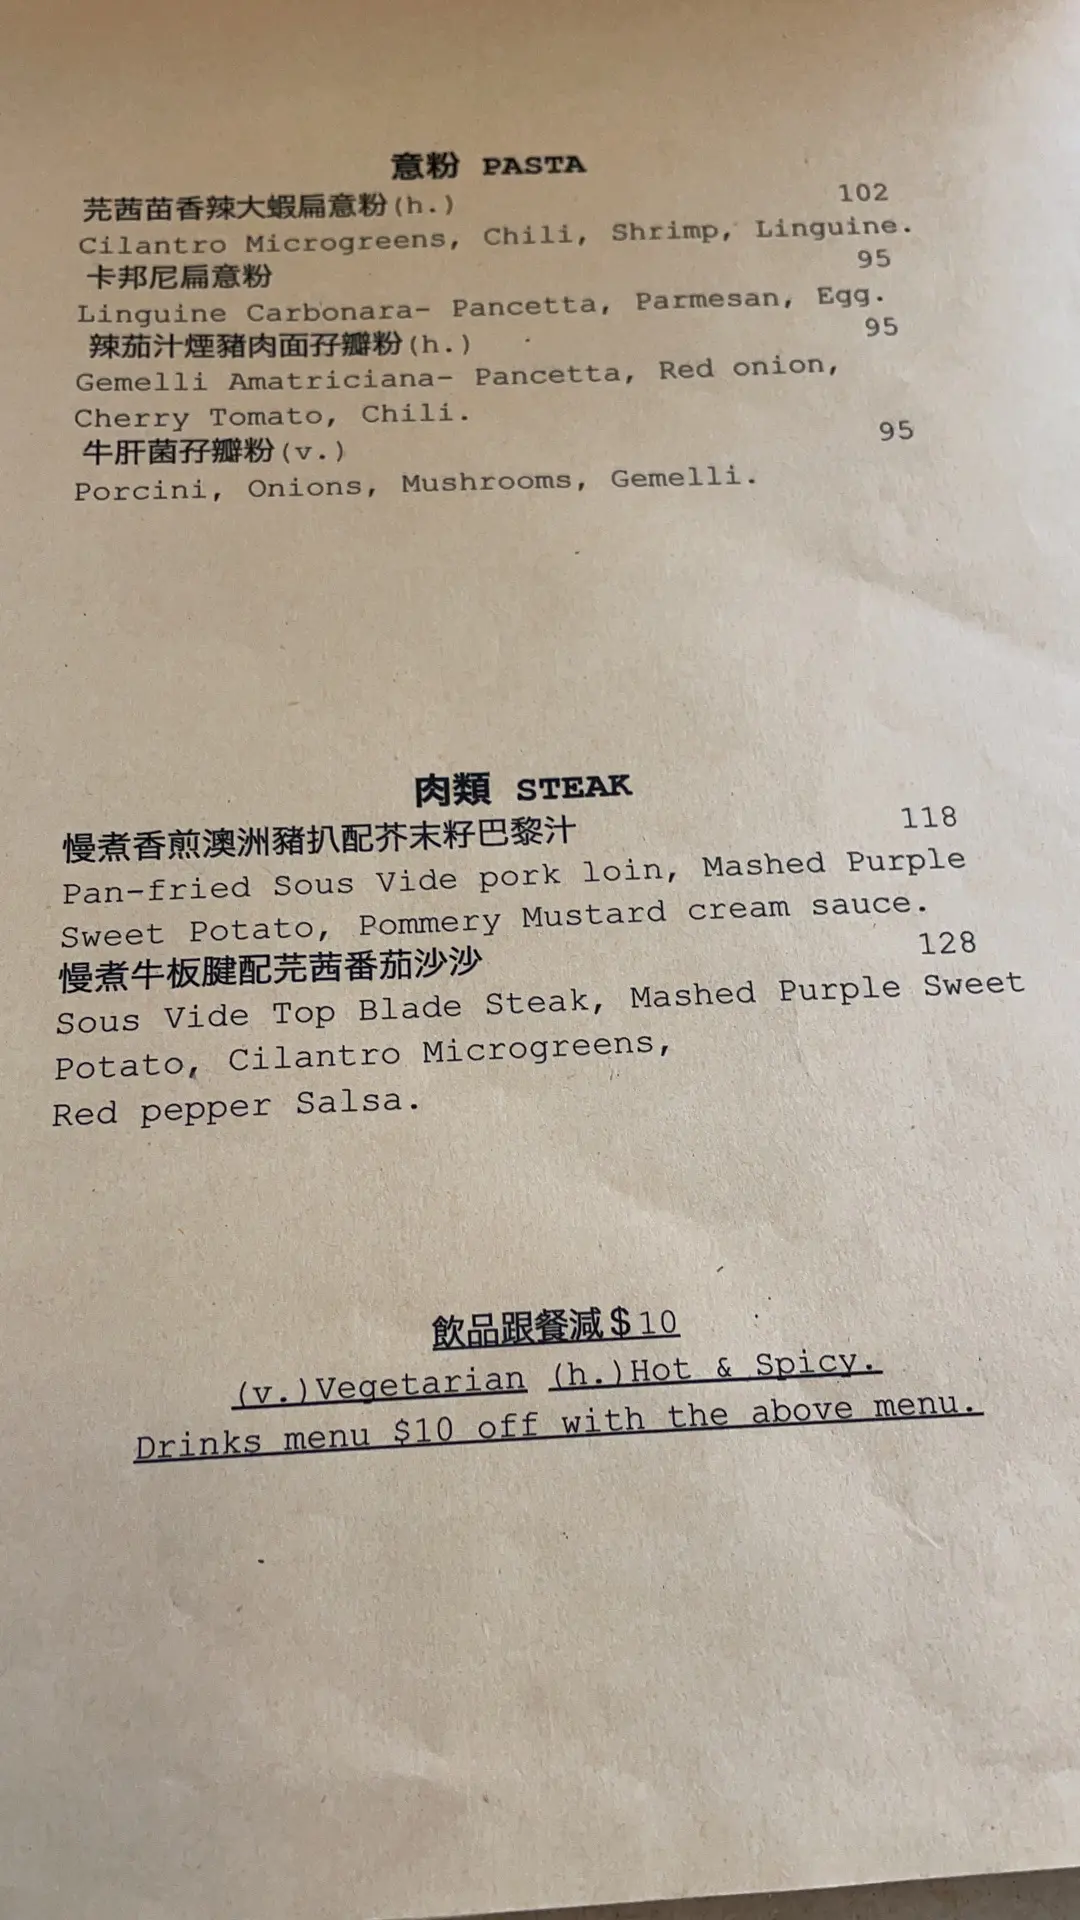 意粉 PASTA
芫茜苗香辣大蝦扁意粉(h.) 102
Cilantro Microgreens, Chili, Shrimp, Linguine.
卡邦尼扁意粉 95
Linguine Carbonara- Pancetta, Parmesan, Egg.
辣茄汁煙豬肉面孖瓣粉(h.) 95
Gemelli Amatriciana- Pancetta, Red onion,
Cherry Tomato, Chili.
牛肝菌孖瓣粉(v.) 95
Porcini, Onions, Mushrooms, Gemelli.
肉類 STEAK
慢煮香煎澳洲豬扒配芥末籽巴黎汁 118
Pan-fried Sous Vide pork loin, Mashed Purple
Sweet Potato, Pommery Mustard cream sauce.
慢煮牛板腱配芫茜番茄沙沙 128
Sous Vide Top Blade Steak, Mashed Purple Sweet
Potato, Cilantro Microgreens,
Red pepper Salsa.
飲品跟餐減$10
(v.)Vegetarian (h.)Hot & Spicy.
Drinks menu $10 off with the above menu.